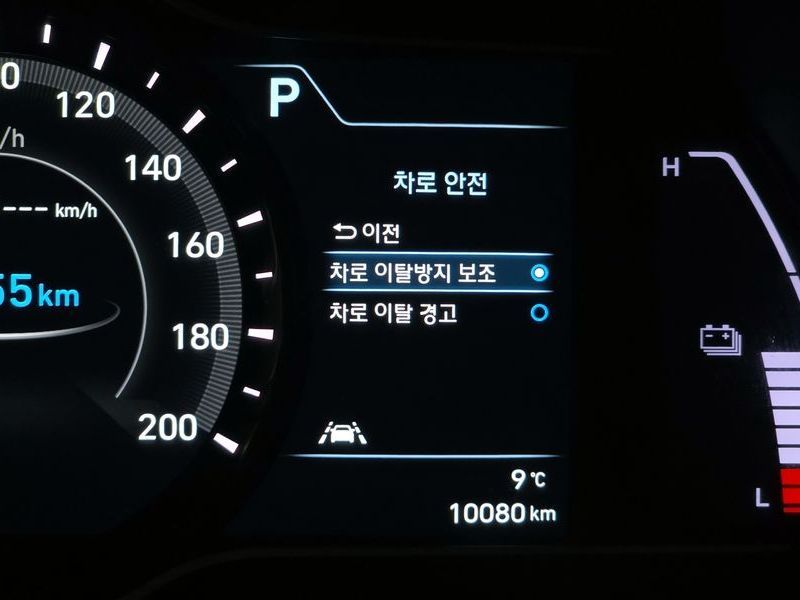 120
/h
140
--- km/h
160
km
180
200
P
차로 안전
이전
차로 이탈방지 보조
차로 이탈 경고
9℃
10080 km
H
L